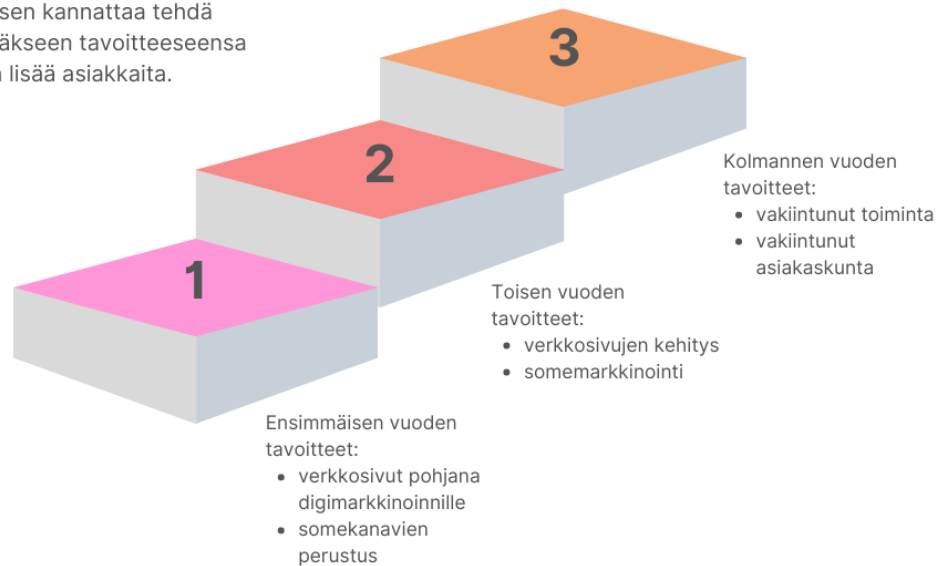 sen kannattaa tehdä
äkseen tavoitteeseensa
lisää asiakkaita.
3
2
1
Kolmannen vuoden
tavoitteet:
• vakiintunut toiminta
• vakiintunut
asiakaskunta
Toisen vuoden
tavoitteet:
• verkkosivujen kehitys
• somemarkkinointi
Ensimmäisen vuoden
tavoitteet:
• verkkosivut pohjana
digimarkkinoinnille
• somekanavien
perustus